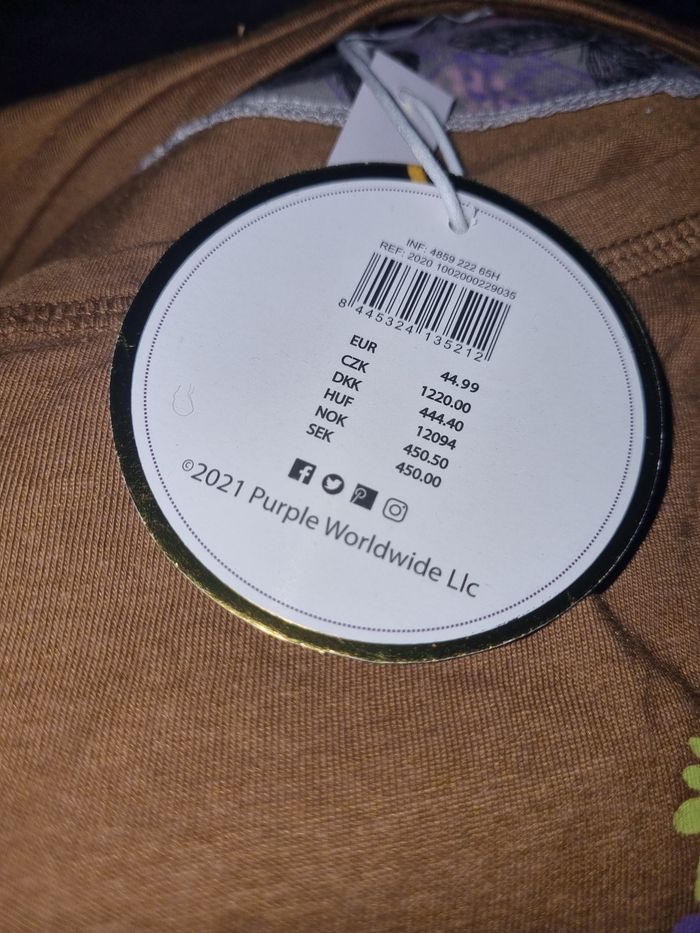 INF: 4859 222 65H
REF: 2020 1002000229035
8 445324 135212
EUR 44.99
CZK 1220.00
DKK 444.40
HUF 12094
NOK 450.50
SEK 450.00
©2021 Purple Worldwide Llc